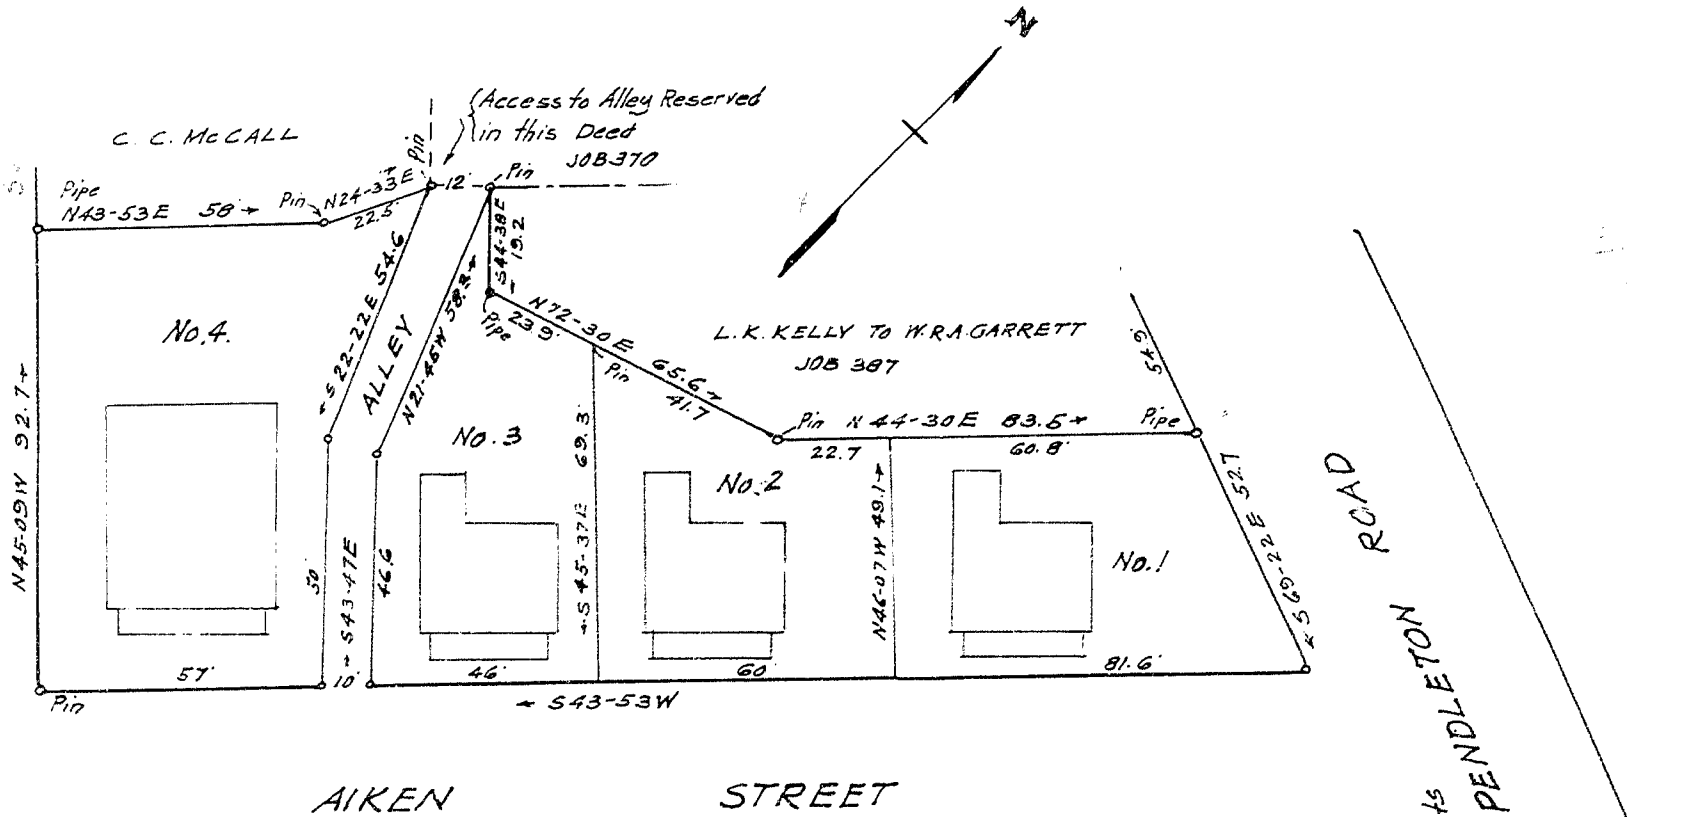 N
(Access to Alley Reserved
in this Deed
JOB 370
C. C. McCALL
Pin
Pin
12'
Pipe
N43-53E 58'
Pin
N24-33E
22.5'
S44-38E
19.2
S22-22E 54.6
ALLEY
N21-45W 58.3
Pipe
N72-30E 65.6
23.9'
Pin
41.7
L.K. KELLY TO W.R.A. GARRETT
JOB 387
54.9'
No. 4.
N45-09W 92.7
No. 3
69.3
S45-37E
Pin
N44-30E 83.5
Pipe
22.7
60.8'
No. 2
N46-07W 49.1
No. 1
S69-22E 52.7
50'
S43-47E
46.6
57'
10'
46'
60'
81.6'
Pin
S43-53W
AIKEN STREET
PENDLETON ROAD
ts